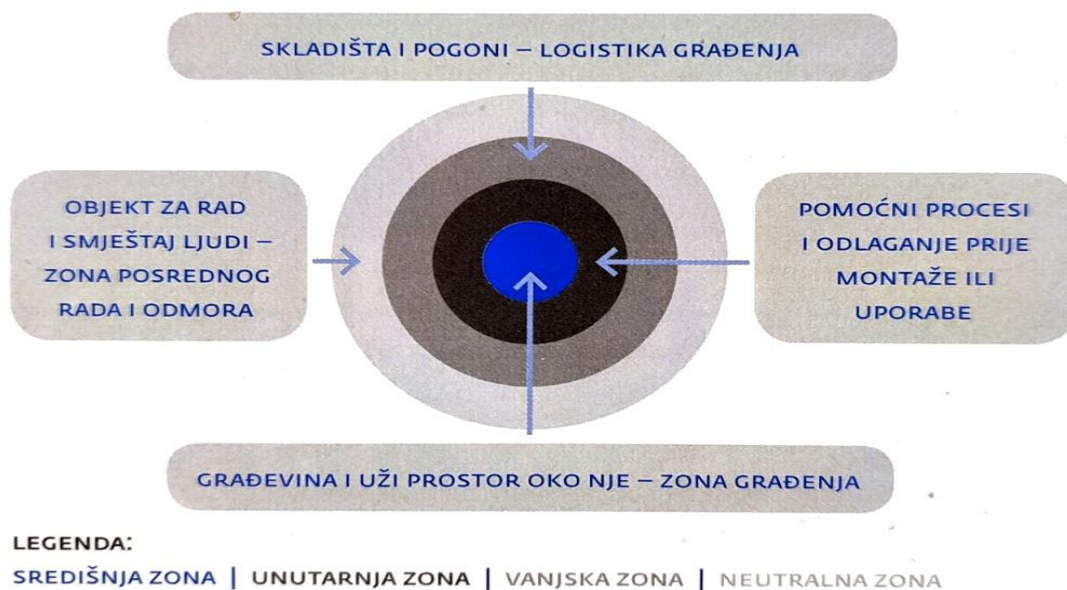 SKLADIŠTA I POGONI – LOGISTIKA GRAĐENJA
OBJEKT ZA RAD
I SMJEŠTAJ LJUDI –
ZONA POSREDNOG
RADA I ODMORA
POMOĆNI PROCESI
I ODLAGANJE PRIJE
MONTAŽE ILI
UPORABE
GRAĐEVINA I UŽI PROSTOR OKO NJE – ZONA GRAĐENJA
LEGENDA:
SREDIŠNJA ZONA | UNUTARNJA ZONA | VANJSKA ZONA | NEUTRALNA ZONA